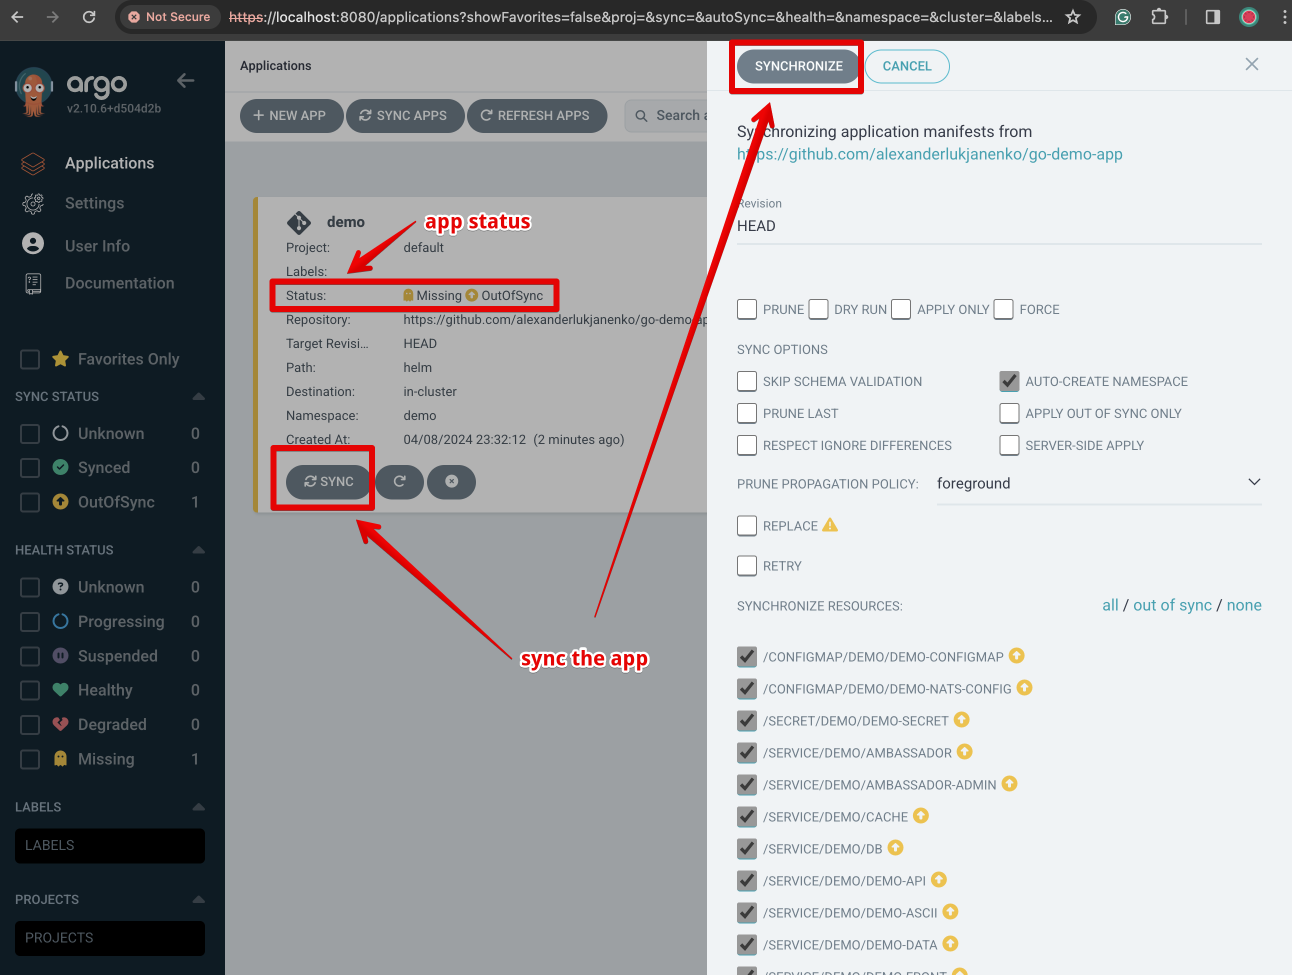 Not Secure
https://localhost:8080/applications?showFavorites=false&proj=&sync=&autoSync=&health=&namespace=&cluster=&labels...
argo
v2.10.6+d504d2b
Applications
Settings
User Info
Documentation
Favorites Only
SYNC STATUS
Unknown 0
Synced 0
OutOfSync 1
HEALTH STATUS
Unknown 0
Progressing 0
Suspended 0
Healthy 0
Degraded 0
Missing 1
LABELS
LABELS
PROJECTS
PROJECTS
Applications
+ NEW APP
SYNC APPS
REFRESH APPS
Search
demo
app status
Project: default
Labels:
Status: Missing OutOfSync
Repository: https://github.com/alexanderlukjanenko/go-demo-ap
Target Revisi... HEAD
Path: helm
Destination: in-cluster
Namespace: demo
Created At: 04/08/2024 23:32:12 (2 minutes ago)
SYNC
sync the app
SYNCHRONIZE
CANCEL
Synchronizing application manifests from
https://github.com/alexanderlukjanenko/go-demo-app
Revision
HEAD
PRUNE DRY RUN APPLY ONLY FORCE
SYNC OPTIONS
SKIP SCHEMA VALIDATION AUTO-CREATE NAMESPACE
PRUNE LAST APPLY OUT OF SYNC ONLY
RESPECT IGNORE DIFFERENCES SERVER-SIDE APPLY
PRUNE PROPAGATION POLICY: foreground
REPLACE
RETRY
SYNCHRONIZE RESOURCES: all / out of sync / none
/CONFIGMAP/DEMO/DEMO-CONFIGMAP
/CONFIGMAP/DEMO/DEMO-NATS-CONFIG
/SECRET/DEMO/DEMO-SECRET
/SERVICE/DEMO/AMBASSADOR
/SERVICE/DEMO/AMBASSADOR-ADMIN
/SERVICE/DEMO/CACHE
/SERVICE/DEMO/DB
/SERVICE/DEMO/DEMO-API
/SERVICE/DEMO/DEMO-ASCII
/SERVICE/DEMO/DEMO-DATA
/SERVICE/DEMO/DEMO-FRONT